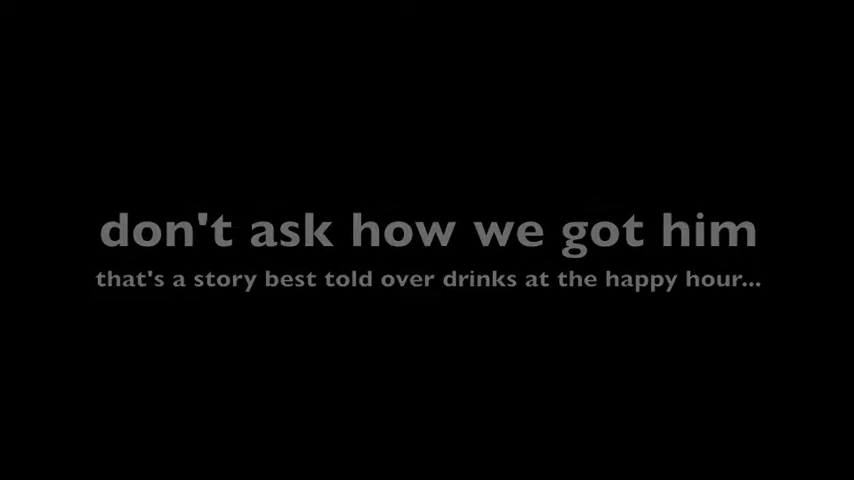 don't ask how we got him
that's a story best told over drinks at the happy hour...